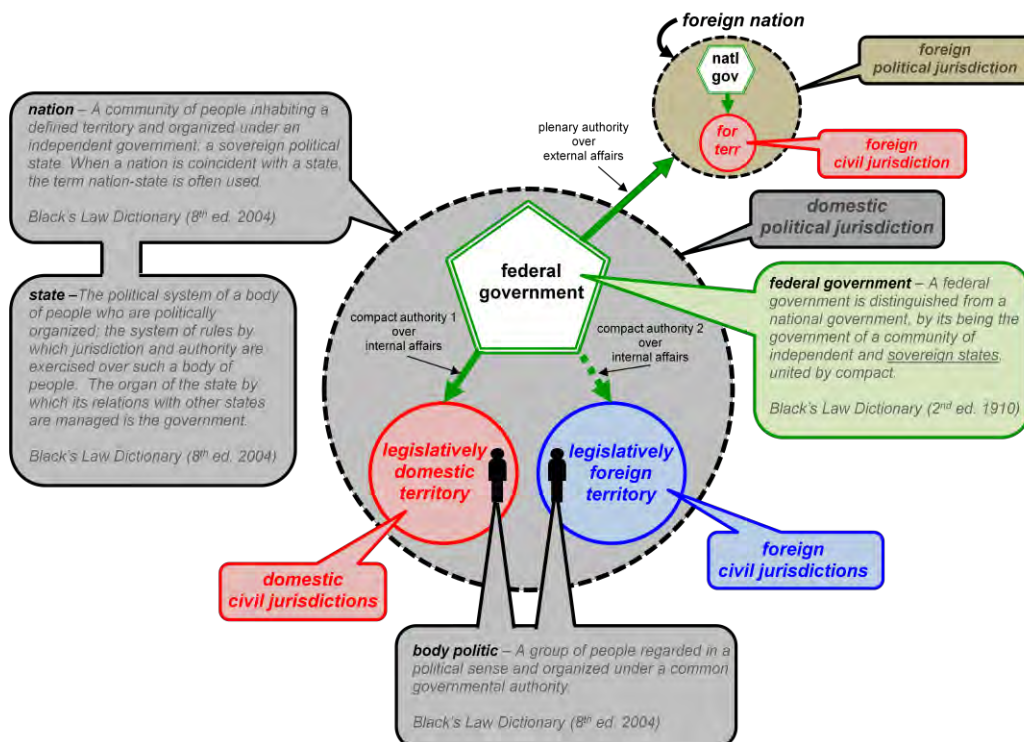 foreign nation
natl
gov
for
terr
foreign
political jurisdiction
foreign
civil jurisdiction
plenary authority
over
external affairs
nation – A community of people inhabiting a
defined territory and organized under an
independent government; a sovereign political
state. When a nation is coincident with a state,
the term nation-state is often used.
Black's Law Dictionary (8th ed. 2004)
domestic
political jurisdiction
federal
government
state –The political system of a body
of people who are politically
organized; the system of rules by
which jurisdiction and authority are
exercised over such a body of
people. The organ of the state by
which its relations with other states
are managed is the government.
Black's Law Dictionary (8th ed. 2004)
federal government – A federal
government is distinguished from a
national government, by its being the
government of a community of
independent and sovereign states,
united by compact.
Black's Law Dictionary (2nd ed. 1910)
compact authority 1
over
internal affairs
compact authority 2
over
internal affairs
legislatively
domestic
territory
legislatively
foreign
territory
domestic
civil jurisdictions
foreign
civil jurisdictions
body politic – A group of people regarded in a
political sense and organized under a common
governmental authority.
Black's Law Dictionary (8th ed. 2004)